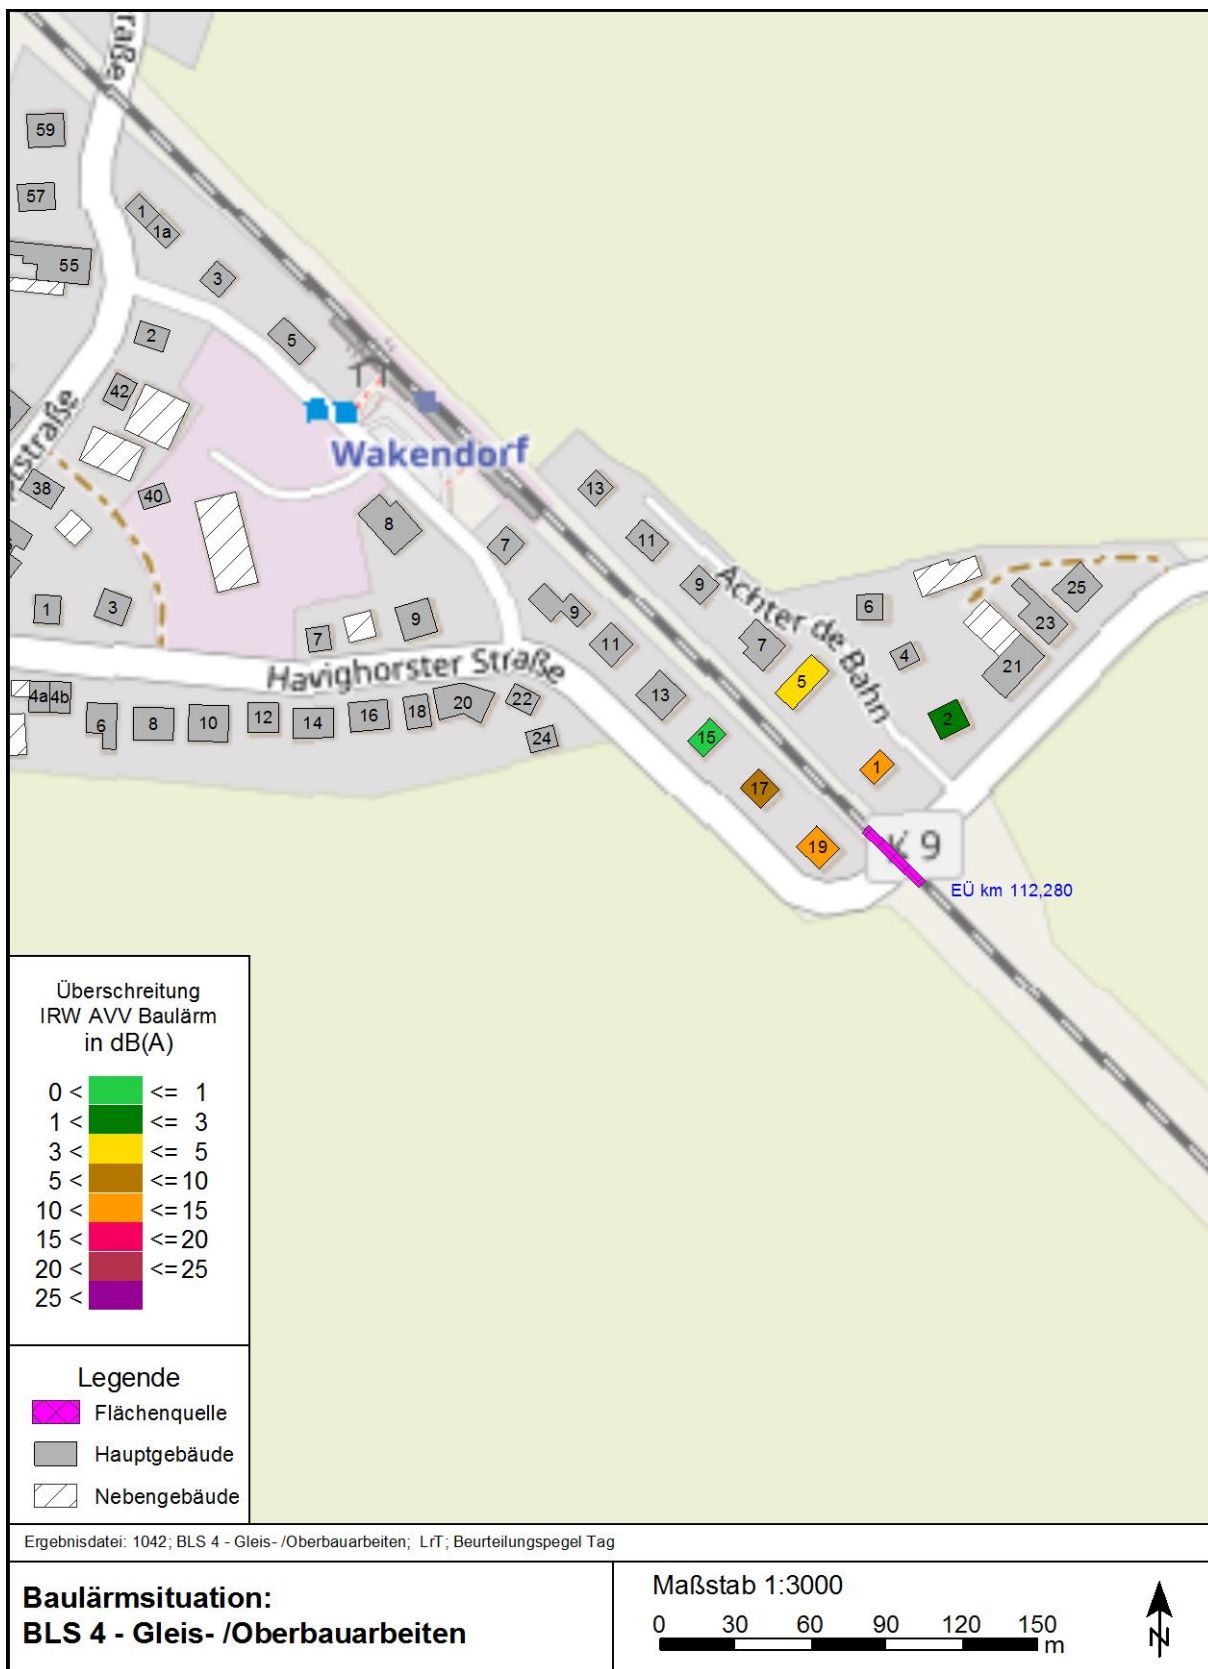 raße
59
57
1
1a
55
3
5
2
42
Wakendorf
ptstraße
38
40
13
8
11
7
Achter de Bahn
9
25
6
1
3
9
23
7
9
11
7
4
21
Havighorster Straße
5
13
4a
4b
6
8
10
12
14
16
18
20
22
24
15
2
1
17
19
K 9
EÜ km 112,280
Überschreitung
IRW AVV Baulärm
in dB(A)
0 < <= 1
1 < <= 3
3 < <= 5
5 < <=10
10 < <=15
15 < <=20
20 < <=25
25 <
Legende
Flächenquelle
Hauptgebäude
Nebengebäude
Ergebnisdatei: 1042; BLS 4 - Gleis- /Oberbauarbeiten; LrT; Beurteilungspegel Tag
Baulärmsituation:
BLS 4 - Gleis- /Oberbauarbeiten
Maßstab 1:3000
0 30 60 90 120 150
m
N